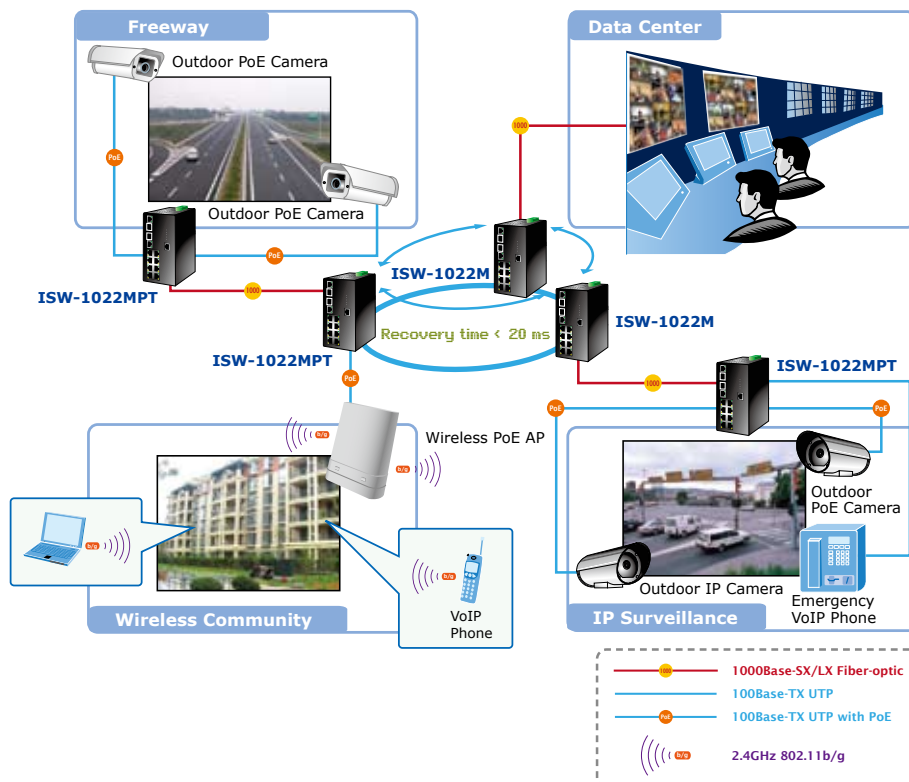 Freeway
Outdoor PoE Camera
PoE
Outdoor PoE Camera
PoE
ISW-1022MPT
1000
Data Center
1000
ISW-1022M
ISW-1022MPT
Recovery time < 20 ms
ISW-1022M
1000
ISW-1022MPT
PoE
b/g
Wireless PoE AP
b/g
b/g
b/g
VoIP
Phone
Wireless Community
PoE
PoE
Outdoor
PoE Camera
Outdoor IP Camera
Emergency
VoIP Phone
IP Surveillance
1000 1000Base-SX/LX Fiber-optic
100Base-TX UTP
PoE 100Base-TX UTP with PoE
b/g 2.4GHz 802.11b/g